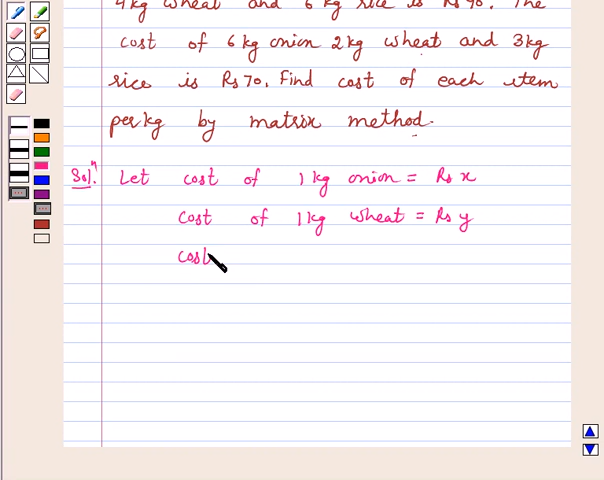 4kg wheat and 6 kg rice is Rs 90. The
cost of 6 kg onion 2 kg wheat and 3kg
rice is Rs 70. Find cost of each item
per kg by matrix method.
Sol.ⁿ Let cost of 1 kg onion = Rs x
Cost of 1 kg wheat = Rs y
cost